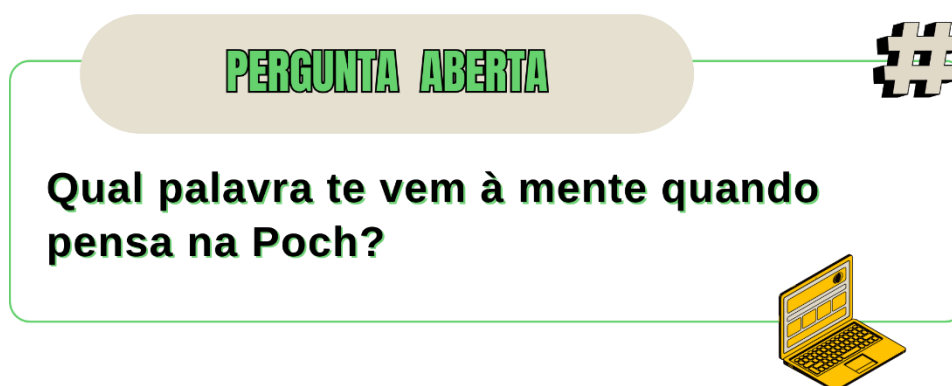 PERGUNTA ABERTA
#
Qual palavra te vem à mente quando
pensa na Poch?